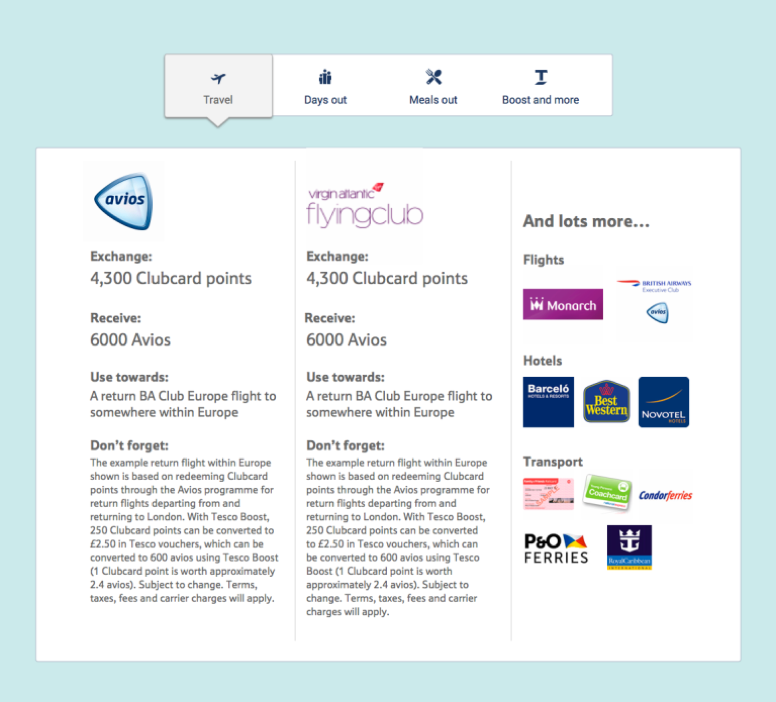 Travel
Days out
Meals out
Boost and more
avios
Exchange:
4,300 Clubcard points
Receive:
6000 Avios
Use towards:
A return BA Club Europe flight to
somewhere within Europe
Don't forget:
The example return flight within Europe
shown is based on redeeming Clubcard
points through the Avios programme for
return flights departing from and
returning to London. With Tesco Boost,
250 Clubcard points can be converted to
£2.50 in Tesco vouchers, which can be
converted to 600 avios using Tesco Boost
(1 Clubcard point is worth approximately
2.4 avios). Subject to change. Terms,
taxes, fees and carrier charges will apply.
virgin atlantic
flyingclub
Exchange:
4,300 Clubcard points
Receive:
6000 Avios
Use towards:
A return BA Club Europe flight to
somewhere within Europe
Don't forget:
The example return flight within Europe
shown is based on redeeming Clubcard
points through the Avios programme for
return flights departing from and
returning to London. With Tesco Boost,
250 Clubcard points can be converted to
£2.50 in Tesco vouchers, which can
be converted to 600 avios using Tesco
Boost (1 Clubcard point is worth
approximately 2.4 avios). Subject to
change. Terms, taxes, fees and carrier
charges will apply.
And lots more...
Flights
Monarch
BRITISH AIRWAYS
Executive Club
avios
Hotels
Barceló
HOTELS & RESORTS
Best
Western
NOVOTEL
HOTELS
Transport
Coachcard
Condorferries
P&O
FERRIES
RoyalCaribbean
INTERNATIONAL